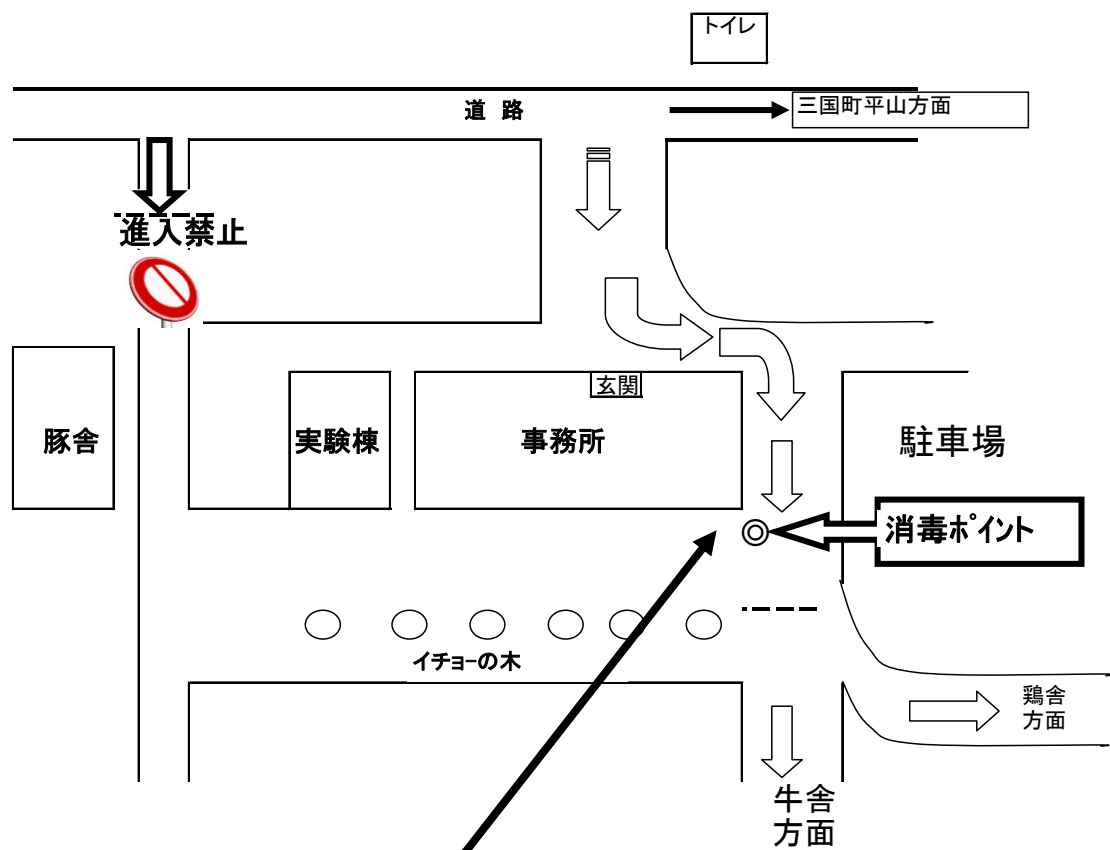 トイレ
道 路
三国町平山方面
進入禁止
玄関
豚舎
実験棟
事務所
駐車場
消毒ポイント
イチョーの木
鶏舎
方面
牛舎
方面